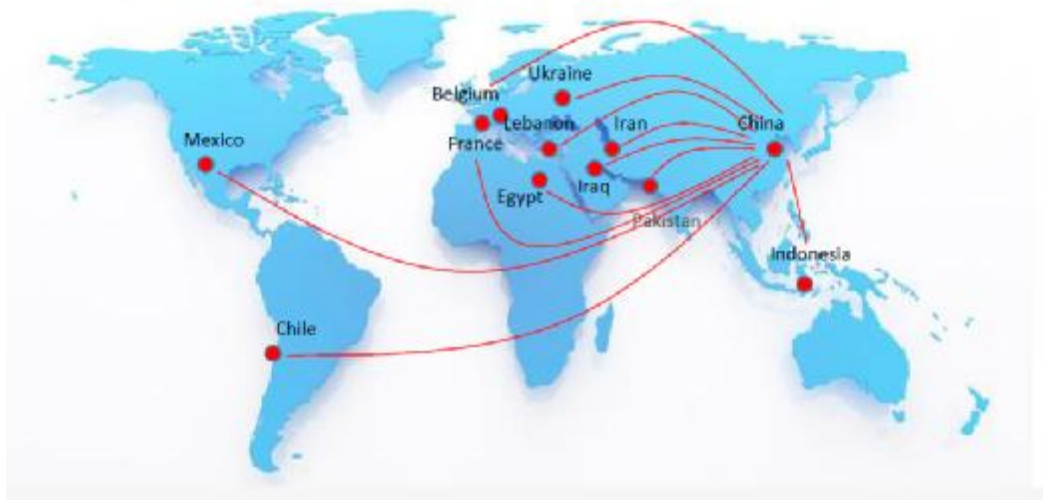 Ukraine
Belgium
Lebanon
Iran
China
Mexico
France
Egypt
Iraq
Pakistan
Indonesia
Chile